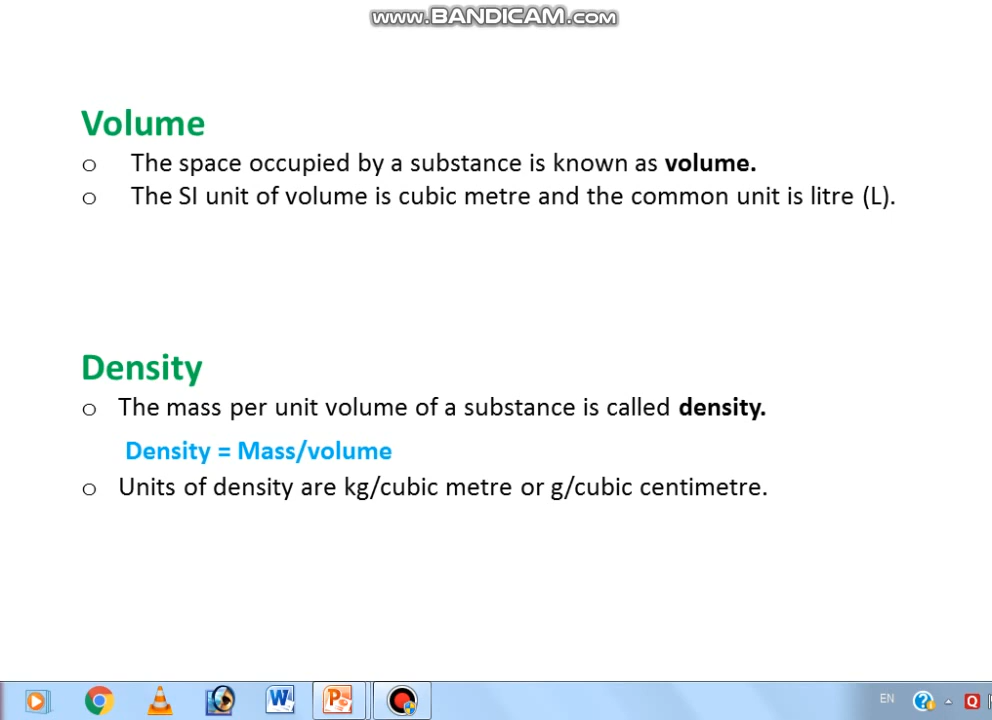 www.BANDICAM.com
Volume
o The space occupied by a substance is known as volume.
o The SI unit of volume is cubic metre and the common unit is litre (L).
Density
o The mass per unit volume of a substance is called density.
Density = Mass/volume
o Units of density are kg/cubic metre or g/cubic centimetre.
EN